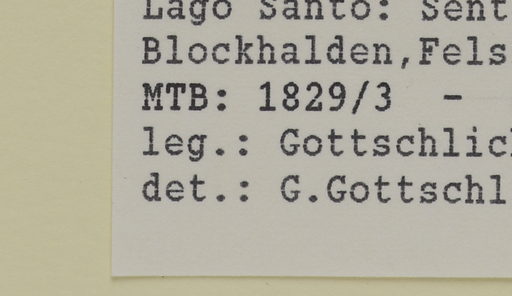 Lago Santo: Sent
Blockhalden,Fels
MTB: 1829/3 -
leg.: Gottschlic
det.: G.Gottschl